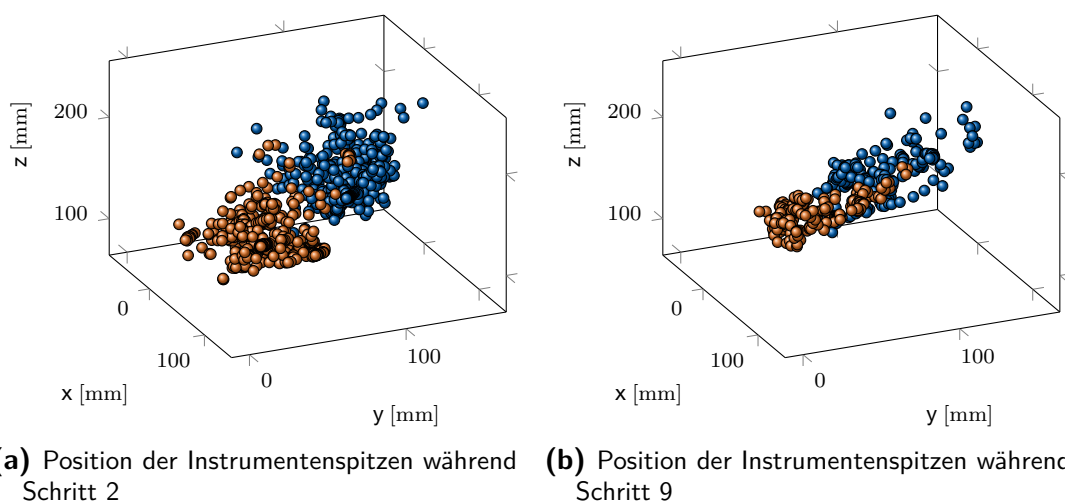 z [mm]
200
100
0
100
x [mm]
0
100
y [mm]
z [mm]
200
100
0
100
x [mm]
0
100
y [mm]
(a) Position der Instrumentenspitzen während
Schritt 2
(b) Position der Instrumentenspitzen während
Schritt 9